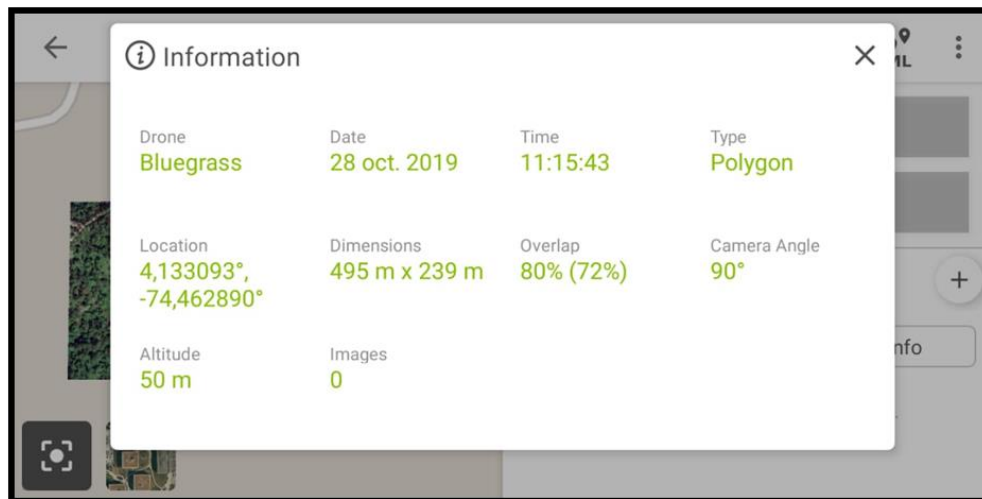 Information
Drone
Bluegrass
Date
28 oct. 2019
Time
11:15:43
Type
Polygon
Location
4,133093°,
-74,462890°
Dimensions
495 m x 239 m
Overlap
80% (72%)
Camera Angle
90°
Altitude
50 m
Images
0